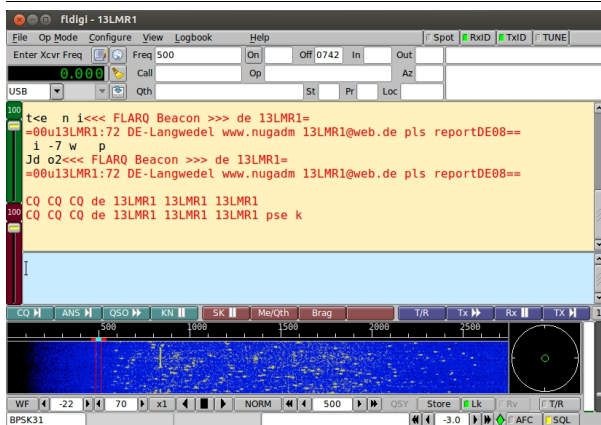 fldigi - 13LMR1
File Op Mode Configure View Logbook Help Spot RxID TxID TUNE
Enter Xcvr Freq Freq 500 On Off 0742 In Out
0.000 Call Op Az
USB Qth St Pr Loc
100
t<e n i<<< FLARQ Beacon >>> de 13LMR1=
=00u13LMR1:72 DE-Langwedel www.nugadm 13LMR1@web.de pls reportDE08==
i -7 w p
Jd o2<<< FLARQ Beacon >>> de 13LMR1=
=00u13LMR1:72 DE-Langwedel www.nugadm 13LMR1@web.de pls reportDE08==
CQ CQ CQ de 13LMR1 13LMR1 13LMR1
100
CQ CQ CQ de 13LMR1 13LMR1 13LMR1 pse k
CQ ANS QSO KN SK Me/Qth Brag T/R Tx Rx TX 1
500 1000 1500 2000 2500
WF -22 70 x1 NORM 500 QSY Store Lk Rv T/R
BPSK31 -3.0 AFC SQL